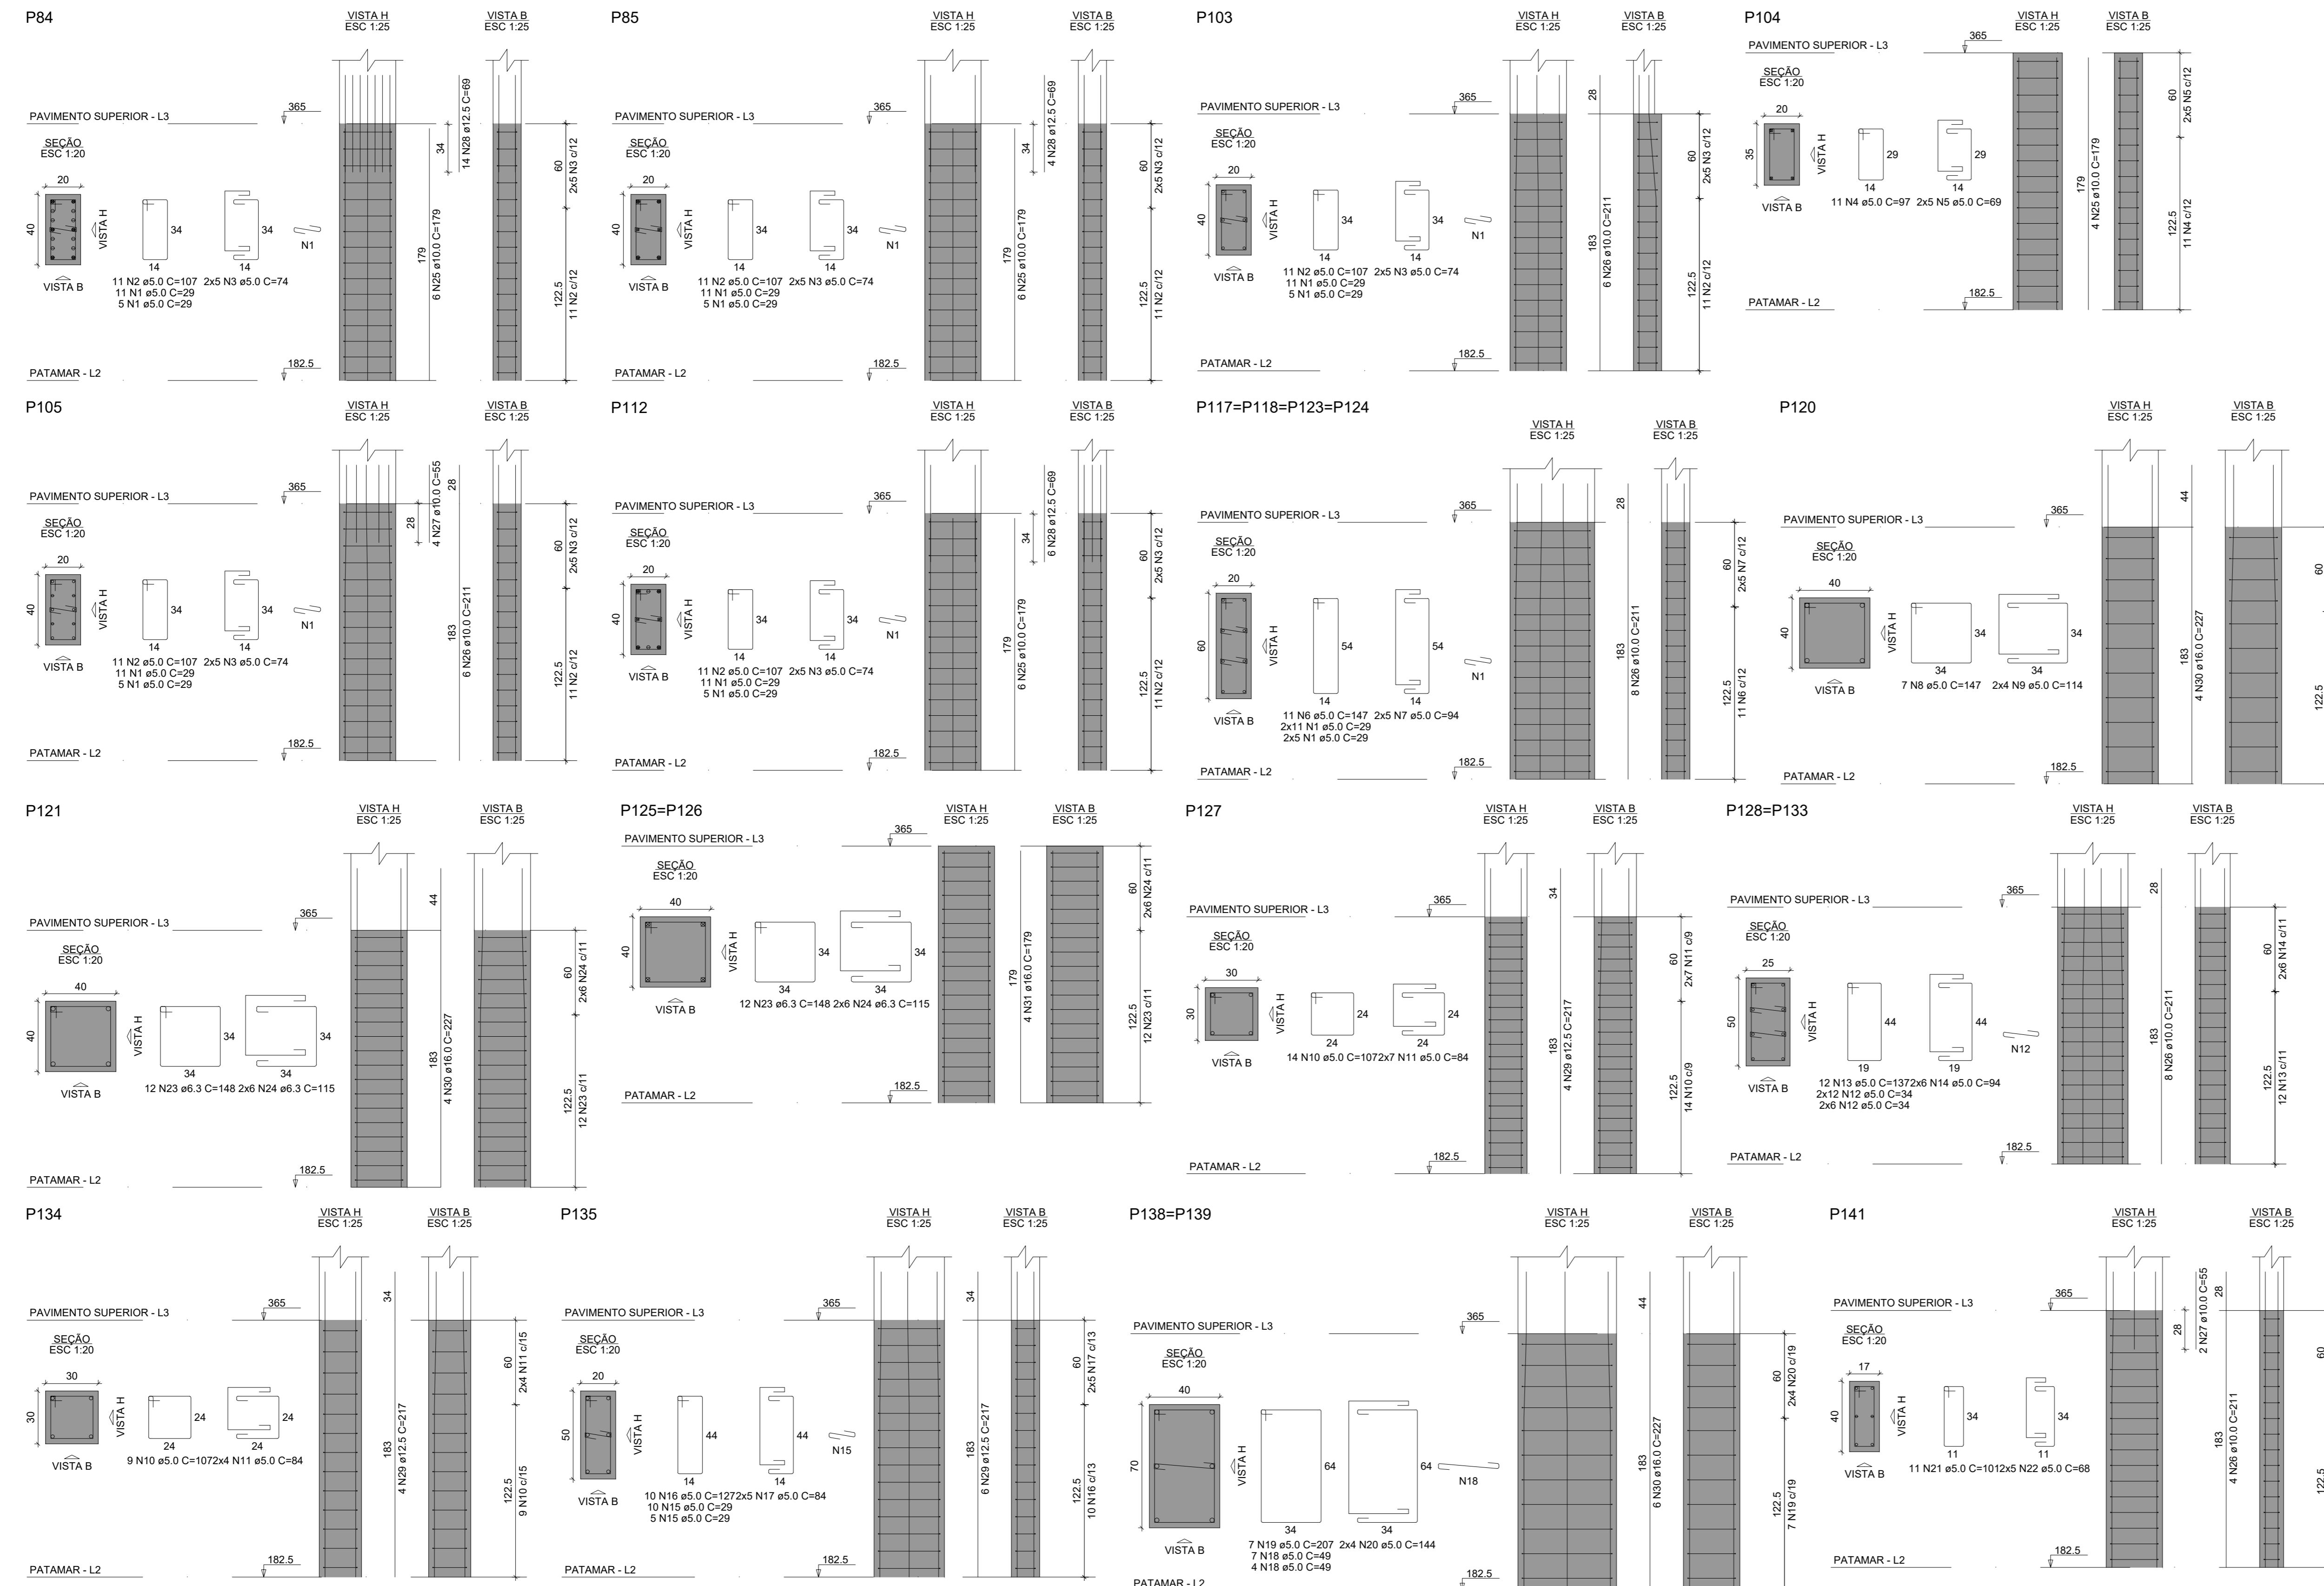 P84
VISTA H
ESC 1:25
VISTA B
ESC 1:25
PAVIMENTO SUPERIOR - L3
365
SEÇÃO
ESC 1:20
20
40
VISTA H
VISTA B
14
34
14
34
N1
11 N2 ø5.0 C=107 2x5 N3 ø5.0 C=74
11 N1 ø5.0 C=29
5 N1 ø5.0 C=29
34
14 N28 ø12.5 C=69
179
6 N25 ø10.0 C=179
60
2x5 N3 c/12
122.5
11 N2 c/12
182.5
PATAMAR - L2
P85
VISTA H
ESC 1:25
VISTA B
ESC 1:25
PAVIMENTO SUPERIOR - L3
365
SEÇÃO
ESC 1:20
20
40
VISTA H
VISTA B
14
34
14
34
N1
11 N2 ø5.0 C=107 2x5 N3 ø5.0 C=74
11 N1 ø5.0 C=29
5 N1 ø5.0 C=29
34
4 N28 ø12.5 C=69
179
6 N25 ø10.0 C=179
60
2x5 N3 c/12
122.5
11 N2 c/12
182.5
PATAMAR - L2
P103
VISTA H
ESC 1:25
VISTA B
ESC 1:25
PAVIMENTO SUPERIOR - L3
365
SEÇÃO
ESC 1:20
20
40
VISTA H
VISTA B
14
34
14
34
N1
11 N2 ø5.0 C=107 2x5 N3 ø5.0 C=74
11 N1 ø5.0 C=29
5 N1 ø5.0 C=29
28
183
6 N26 ø10.0 C=211
60
2x5 N3 c/12
122.5
11 N2 c/12
182.5
PATAMAR - L2
P104
VISTA H
ESC 1:25
VISTA B
ESC 1:25
PAVIMENTO SUPERIOR - L3
365
SEÇÃO
ESC 1:20
20
35
VISTA H
VISTA B
14
29
14
29
11 N4 ø5.0 C=97 2x5 N5 ø5.0 C=69
179
4 N25 ø10.0 C=179
60
2x5 N5 c/12
122.5
11 N4 c/12
182.5
PATAMAR - L2
P105
VISTA H
ESC 1:25
VISTA B
ESC 1:25
PAVIMENTO SUPERIOR - L3
365
SEÇÃO
ESC 1:20
20
40
VISTA H
VISTA B
14
34
14
34
N1
11 N2 ø5.0 C=107 2x5 N3 ø5.0 C=74
11 N1 ø5.0 C=29
5 N1 ø5.0 C=29
28
4 N27 ø10.0 C=55
28
183
6 N26 ø10.0 C=211
60
2x5 N3 c/12
122.5
11 N2 c/12
182.5
PATAMAR - L2
P112
VISTA H
ESC 1:25
VISTA B
ESC 1:25
PAVIMENTO SUPERIOR - L3
365
SEÇÃO
ESC 1:20
20
40
VISTA H
VISTA B
14
34
14
34
N1
11 N2 ø5.0 C=107 2x5 N3 ø5.0 C=74
11 N1 ø5.0 C=29
5 N1 ø5.0 C=29
34
6 N28 ø12.5 C=69
179
6 N25 ø10.0 C=179
60
2x5 N3 c/12
122.5
11 N2 c/12
182.5
PATAMAR - L2
P117=P118=P123=P124
VISTA H
ESC 1:25
VISTA B
ESC 1:25
PAVIMENTO SUPERIOR - L3
365
SEÇÃO
ESC 1:20
20
60
VISTA H
VISTA B
14
54
14
54
N1
11 N6 ø5.0 C=147 2x5 N7 ø5.0 C=94
2x11 N1 ø5.0 C=29
2x5 N1 ø5.0 C=29
28
183
8 N26 ø10.0 C=211
60
2x5 N7 c/12
122.5
11 N6 c/12
182.5
PATAMAR - L2
P120
VISTA H
ESC 1:25
VISTA B
ESC 1:25
PAVIMENTO SUPERIOR - L3
365
SEÇÃO
ESC 1:20
40
40
VISTA H
VISTA B
34
34
34
34
7 N8 ø5.0 C=147 2x4 N9 ø5.0 C=114
44
183
4 N30 ø16.0 C=227
60
122.5
182.5
PATAMAR - L2
P121
VISTA H
ESC 1:25
VISTA B
ESC 1:25
PAVIMENTO SUPERIOR - L3
365
SEÇÃO
ESC 1:20
40
40
VISTA H
VISTA B
34
34
34
34
12 N23 ø6.3 C=148 2x6 N24 ø6.3 C=115
44
183
4 N30 ø16.0 C=227
60
2x6 N24 c/11
122.5
12 N23 c/11
182.5
PATAMAR - L2
P125=P126
VISTA H
ESC 1:25
VISTA B
ESC 1:25
PAVIMENTO SUPERIOR - L3
365
SEÇÃO
ESC 1:20
40
40
VISTA H
VISTA B
34
34
34
34
12 N23 ø6.3 C=148 2x6 N24 ø6.3 C=115
179
4 N31 ø16.0 C=179
60
2x6 N24 c/11
122.5
12 N23 c/11
182.5
PATAMAR - L2
P127
VISTA H
ESC 1:25
VISTA B
ESC 1:25
PAVIMENTO SUPERIOR - L3
365
SEÇÃO
ESC 1:20
30
30
VISTA H
VISTA B
24
24
24
24
14 N10 ø5.0 C=1072x7 N11 ø5.0 C=84
34
183
4 N29 ø12.5 C=217
60
2x7 N11 c/9
122.5
14 N10 c/9
182.5
PATAMAR - L2
P128=P133
VISTA H
ESC 1:25
VISTA B
ESC 1:25
PAVIMENTO SUPERIOR - L3
365
SEÇÃO
ESC 1:20
25
50
VISTA H
VISTA B
19
44
19
44
N12
12 N13 ø5.0 C=1372x6 N14 ø5.0 C=94
2x12 N12 ø5.0 C=34
2x6 N12 ø5.0 C=34
28
183
8 N26 ø10.0 C=211
60
2x6 N14 c/11
122.5
12 N13 c/11
182.5
PATAMAR - L2
P134
VISTA H
ESC 1:25
VISTA B
ESC 1:25
PAVIMENTO SUPERIOR - L3
365
SEÇÃO
ESC 1:20
30
30
VISTA H
VISTA B
24
24
24
24
9 N10 ø5.0 C=1072x4 N11 ø5.0 C=84
34
183
4 N29 ø12.5 C=217
60
2x4 N11 c/15
122.5
9 N10 c/15
182.5
PATAMAR - L2
P135
VISTA H
ESC 1:25
VISTA B
ESC 1:25
PAVIMENTO SUPERIOR - L3
365
SEÇÃO
ESC 1:20
20
50
VISTA H
VISTA B
14
44
14
44
N15
10 N16 ø5.0 C=1272x5 N17 ø5.0 C=84
10 N15 ø5.0 C=29
5 N15 ø5.0 C=29
34
183
6 N29 ø12.5 C=217
60
2x5 N17 c/13
122.5
10 N16 c/13
182.5
PATAMAR - L2
P138=P139
VISTA H
ESC 1:25
VISTA B
ESC 1:25
PAVIMENTO SUPERIOR - L3
365
SEÇÃO
ESC 1:20
40
70
VISTA H
VISTA B
34
64
34
64
N18
7 N19 ø5.0 C=207 2x4 N20 ø5.0 C=144
7 N18 ø5.0 C=49
4 N18 ø5.0 C=49
44
183
6 N30 ø16.0 C=227
60
2x4 N20 c/19
122.5
7 N19 c/19
182.5
PATAMAR - L2
P141
VISTA H
ESC 1:25
VISTA B
ESC 1:25
PAVIMENTO SUPERIOR - L3
365
SEÇÃO
ESC 1:20
17
40
VISTA H
VISTA B
11
34
11
34
11 N21 ø5.0 C=1012x5 N22 ø5.0 C=68
28
2 N27 ø10.0 C=55
28
183
4 N26 ø10.0 C=211
60
122.5
182.5
PATAMAR - L2